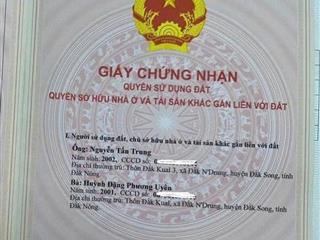 GIẤY CHỨNG NHẬN
QUYỀN SỬ DỤNG ĐẤT
QUYỀN SỞ HỮU NHÀ Ở VÀ TÀI SẢN KHÁC GẮN LIỀN VỚI ĐẤT
I. Người sử dụng đất, chủ sở hữu nhà ở và tài sản khác gắn liền với đất
Ông: Nguyễn Tấn Trung
Năm sinh: 2002, CCCD số: 0
Địa chỉ thường trú: Thôn Đắk Kual 3, xã Đắk N'Drung, huyện Đắk Song, tỉnh
Đắk Nông.
Bà: Huỳnh Đặng Phương Uyên
Năm sinh: 2001, CCCD số: 0
Địa chỉ thường trú: Thôn Đắk Kual, xã Đắk N'Drung, huyện Đắk Song, tỉnh
Đắk Nông.